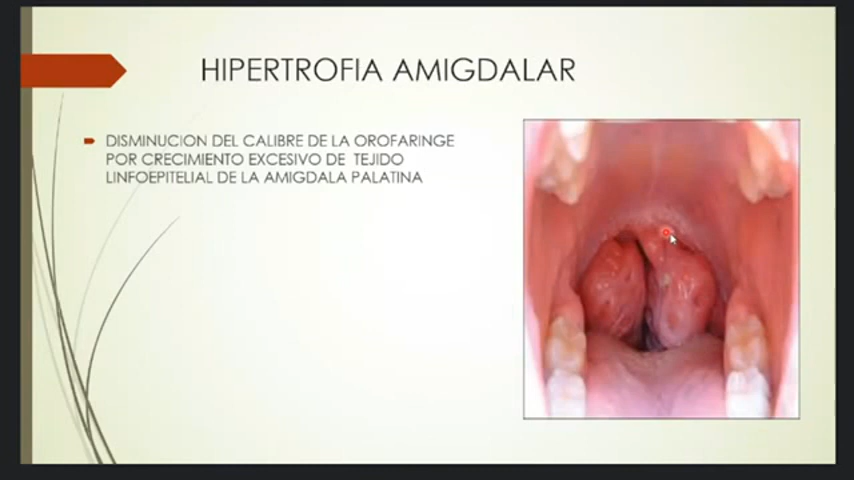 HIPERTROFIA AMIGDALAR
DISMINUCION DEL CALIBRE DE LA OROFARINGE
POR CRECIMIENTO EXCESIVO DE TEJIDO
LINFOEPITELIAL DE LA AMIGDALA PALATINA